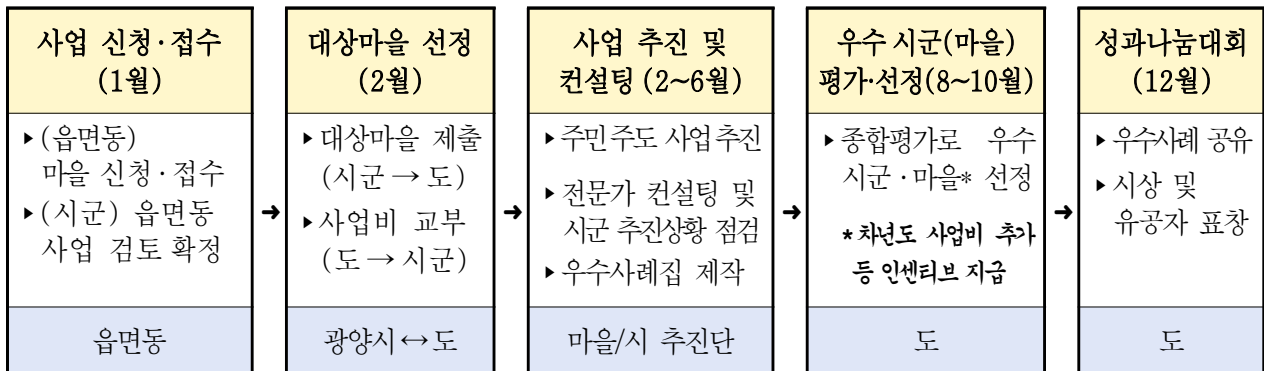 사업 신청·접수
(1월)
▸(읍면동)
마을 신청·접수
▸(시군) 읍면동
사업 검토 확정
읍면동
→
대상마을 선정
(2월)
▸대상마을 제출
(시군→도)
▸사업비 교부
(도→시군)
광양시↔도
→
사업 추진 및
컨설팅 (2~6월)
▸주민주도 사업추진
▸전문가 컨설팅 및
시군 추진상황 점검
▸우수사례집 제작
마을/시 추진단
→
우수 시군(마을)
평가·선정(8~10월)
▸종합평가로 우수
시군·마을* 선정
*차년도 사업비 추가
등 인센티브 지급
도
→
성과나눔대회
(12월)
▸우수사례 공유
▸시상 및
유공자 표창
도